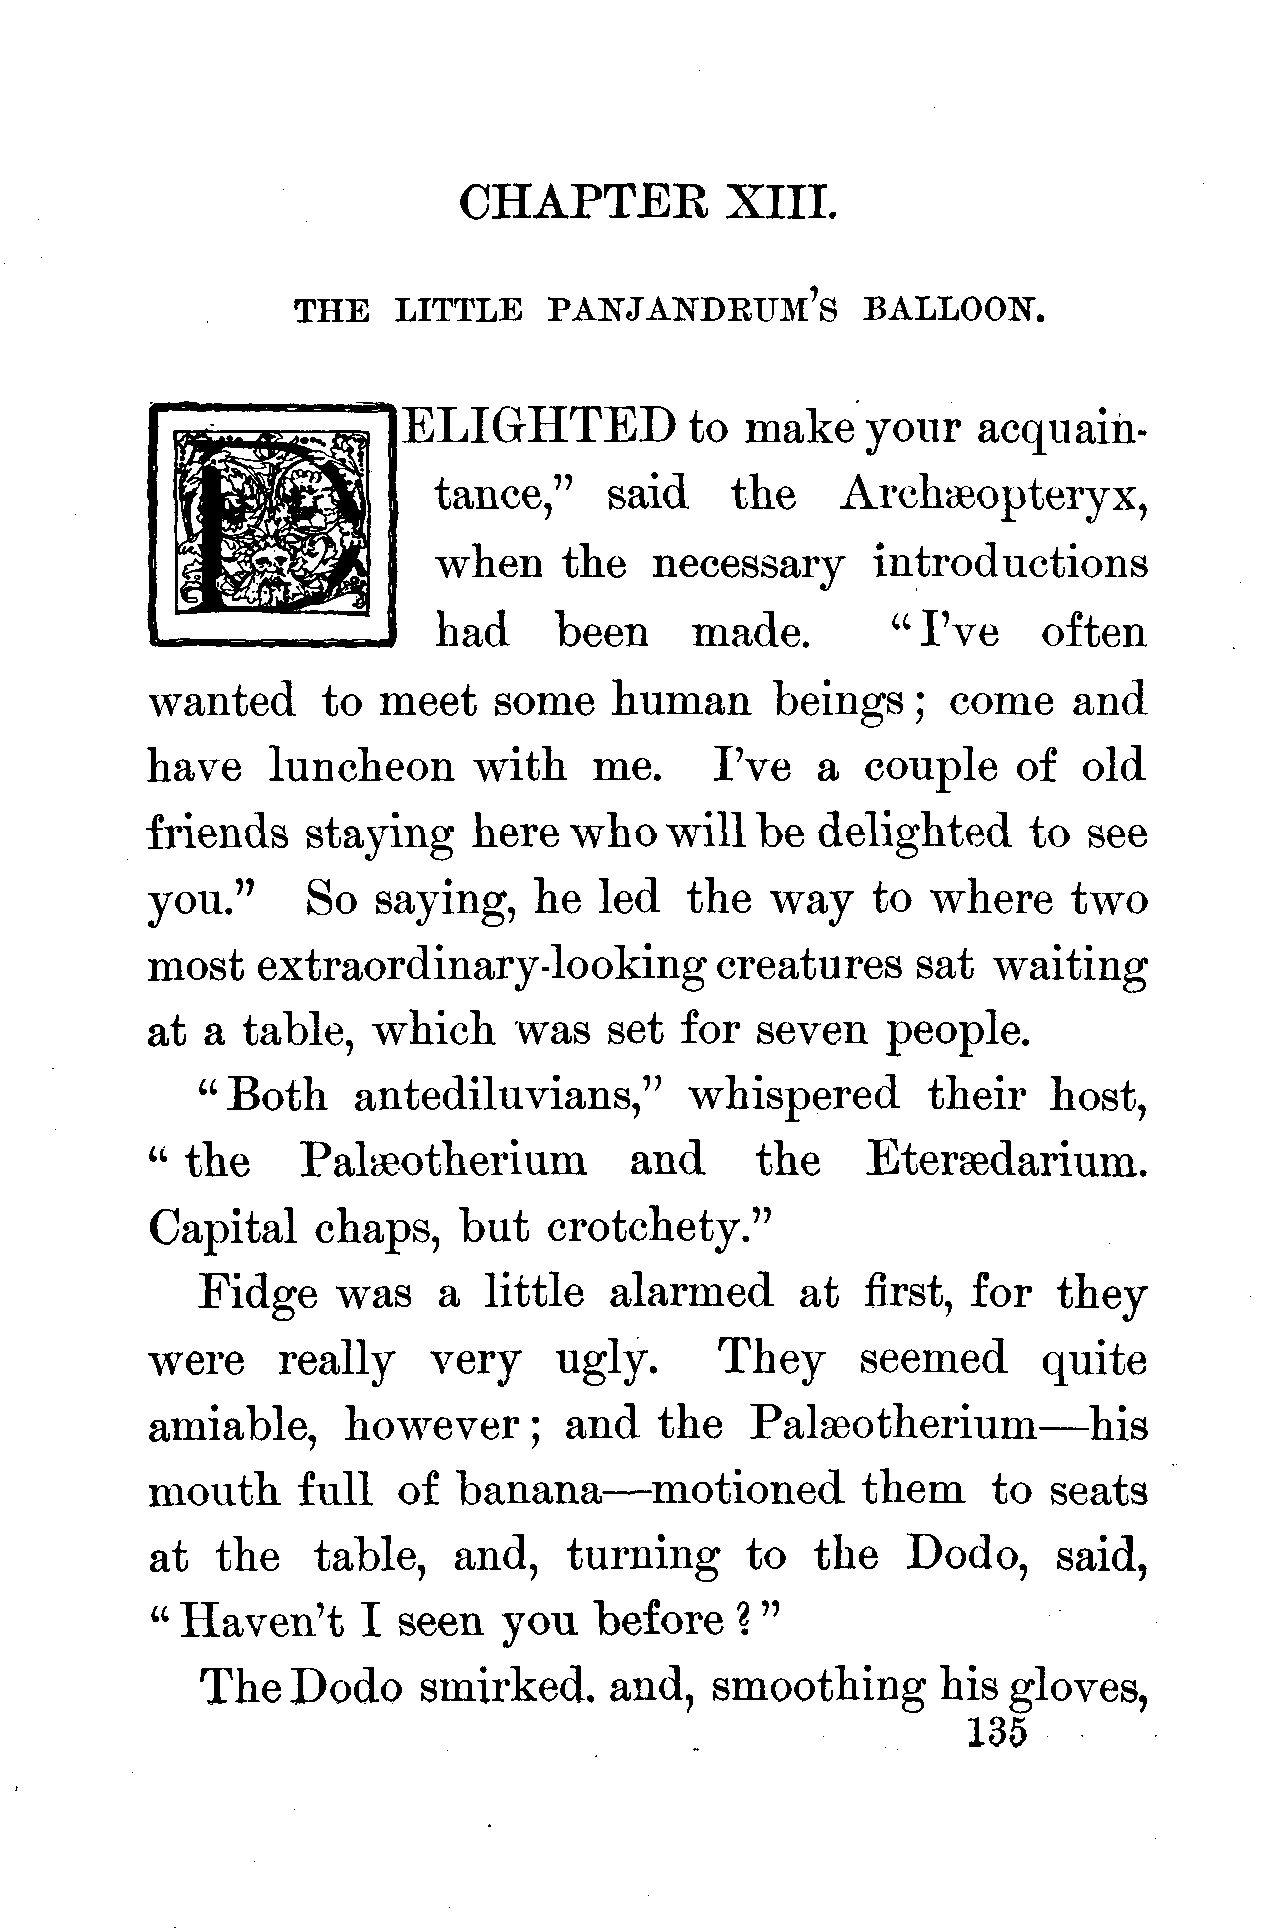 CHAPTER XIII.
THE LITTLE PANJANDRUM'S BALLOON.
DELIGHTED to make your acquain-
tance,” said the Archæopteryx,
when the necessary introductions
had been made. “I’ve often
wanted to meet some human beings; come and
have luncheon with me. I’ve a couple of old
friends staying here who will be delighted to see
you.” So saying, he led the way to where two
most extraordinary-looking creatures sat waiting
at a table, which was set for seven people.
“Both antediluvians,” whispered their host,
“the Palæotherium and the Eterædarium.
Capital chaps, but crotchety.”
Fidge was a little alarmed at first, for they
were really very ugly. They seemed quite
amiable, however; and the Palæotherium—his
mouth full of banana—motioned them to seats
at the table, and, turning to the Dodo, said,
“Haven’t I seen you before?”
The Dodo smirked. and, smoothing his gloves,
135